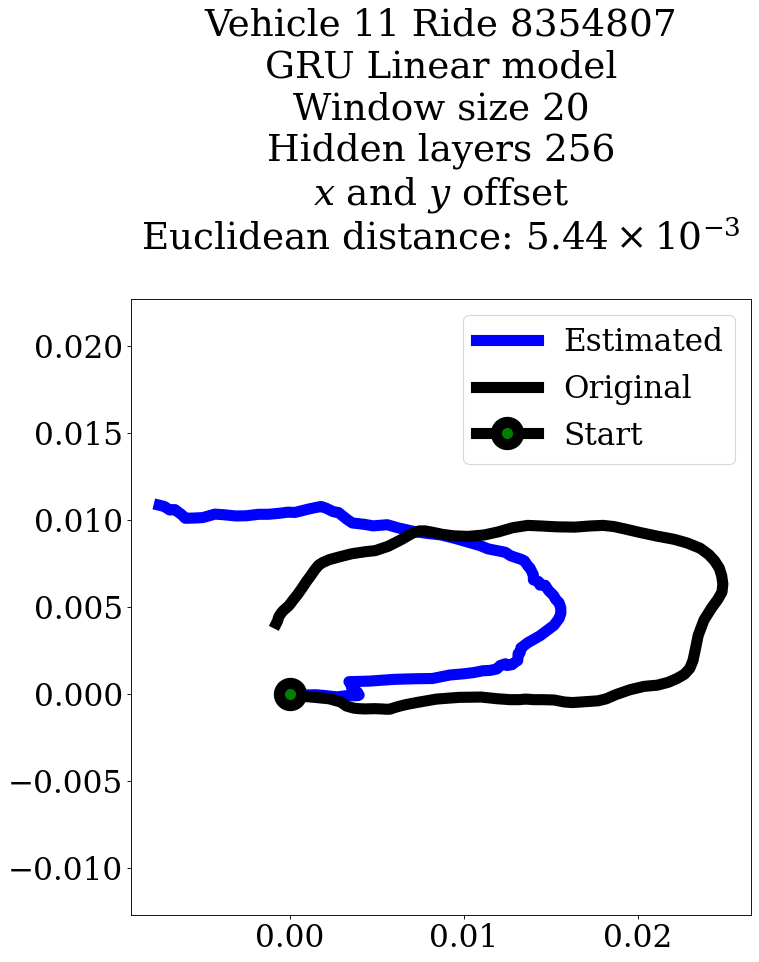 Vehicle 11 Ride 8354807
GRU Linear model
Window size 20
Hidden layers 256
x and y offset
Euclidean distance: 5.44 × 10⁻³
Estimated
Original
Start
0.020
0.015
0.010
0.005
0.000
−0.005
−0.010
0.00 0.01 0.02